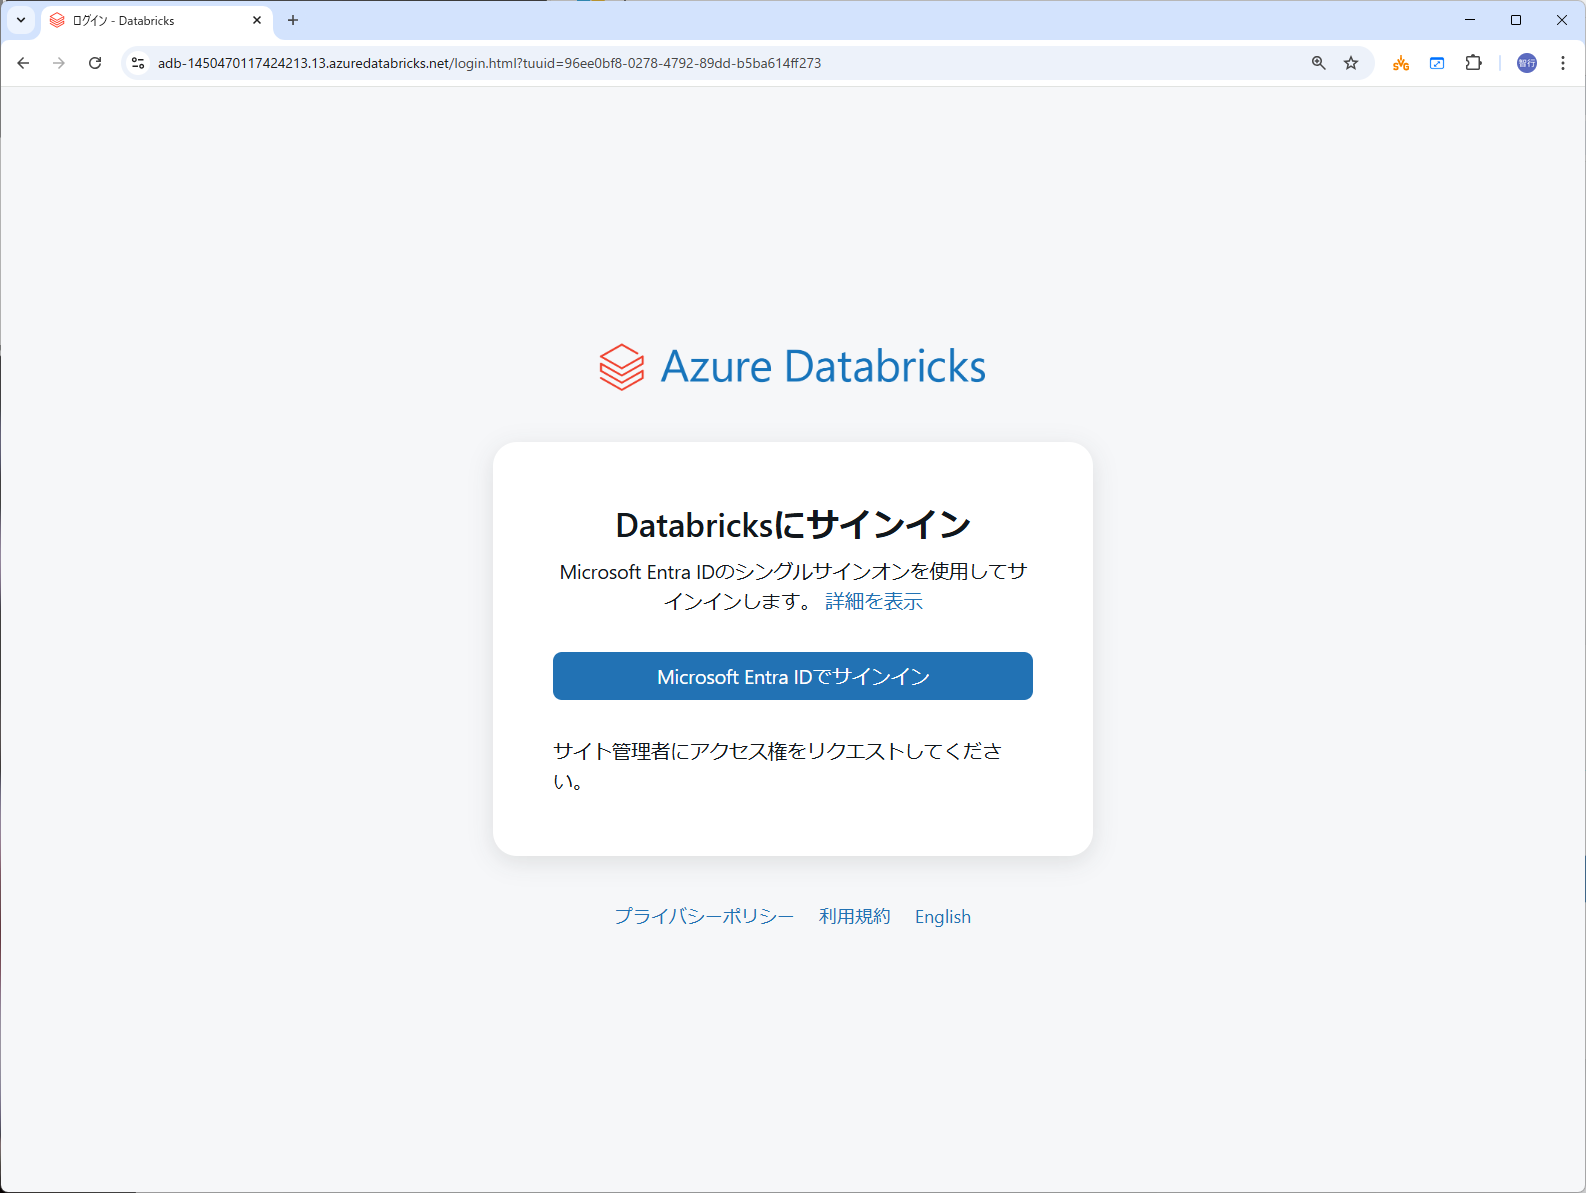 ログイン - Databricks
adb-1450470117424213.13.azuredatabricks.net/login.html?tuuid=96ee0bf8-0278-4792-89dd-b5ba614ff273
SVG
智行
Azure Databricks
Databricksにサインイン
Microsoft Entra IDのシングルサインオンを使用してサ
インインします。 詳細を表示
Microsoft Entra IDでサインイン
サイト管理者にアクセス権をリクエストしてくださ
い。
プライバシーポリシー 利用規約 English